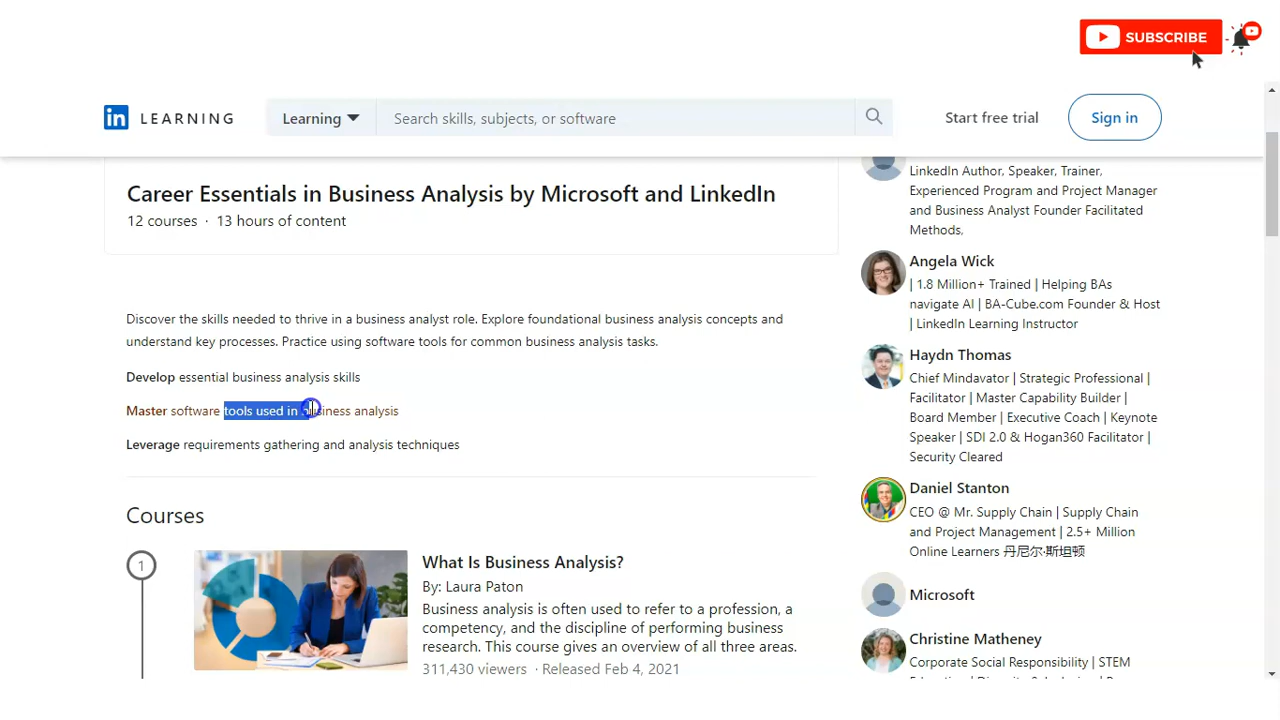 SUBSCRIBE
in LEARNING
Learning
Search skills, subjects, or software
Start free trial
Sign in
Career Essentials in Business Analysis by Microsoft and LinkedIn
12 courses · 13 hours of content
Discover the skills needed to thrive in a business analyst role. Explore foundational business analysis concepts and
understand key processes. Practice using software tools for common business analysis tasks.
Develop essential business analysis skills
Master software tools used in business analysis
Leverage requirements gathering and analysis techniques
Courses
1
What Is Business Analysis?
By: Laura Paton
Business analysis is often used to refer to a profession, a
competency, and the discipline of performing business
research. This course gives an overview of all three areas.
311,430 viewers · Released Feb 4, 2021
LinkedIn Author, Speaker, Trainer,
Experienced Program and Project Manager
and Business Analyst Founder Facilitated
Methods,
Angela Wick
| 1.8 Million+ Trained | Helping BAs
navigate AI | BA-Cube.com Founder & Host
| LinkedIn Learning Instructor
Haydn Thomas
Chief Mindavator | Strategic Professional |
Facilitator | Master Capability Builder |
Board Member | Executive Coach | Keynote
Speaker | SDI 2.0 & Hogan360 Facilitator |
Security Cleared
Daniel Stanton
CEO @ Mr. Supply Chain | Supply Chain
and Project Management | 2.5+ Million
Online Learners 丹尼尔·斯坦顿
Microsoft
Christine Matheney
Corporate Social Responsibility | STEM